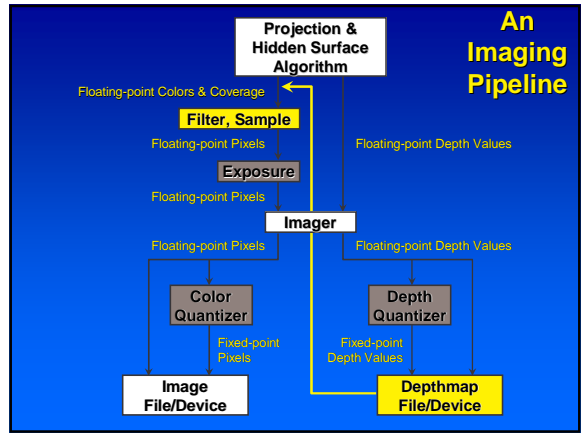 An
Imaging
Pipeline
Projection &
Hidden Surface
Algorithm
Floating-point Colors & Coverage
Filter, Sample
Floating-point Pixels
Floating-point Depth Values
Exposure
Floating-point Pixels
Imager
Floating-point Pixels
Floating-point Depth Values
Color
Quantizer
Depth
Quantizer
Fixed-point
Pixels
Fixed-point
Depth Values
Image
File/Device
Depthmap
File/Device